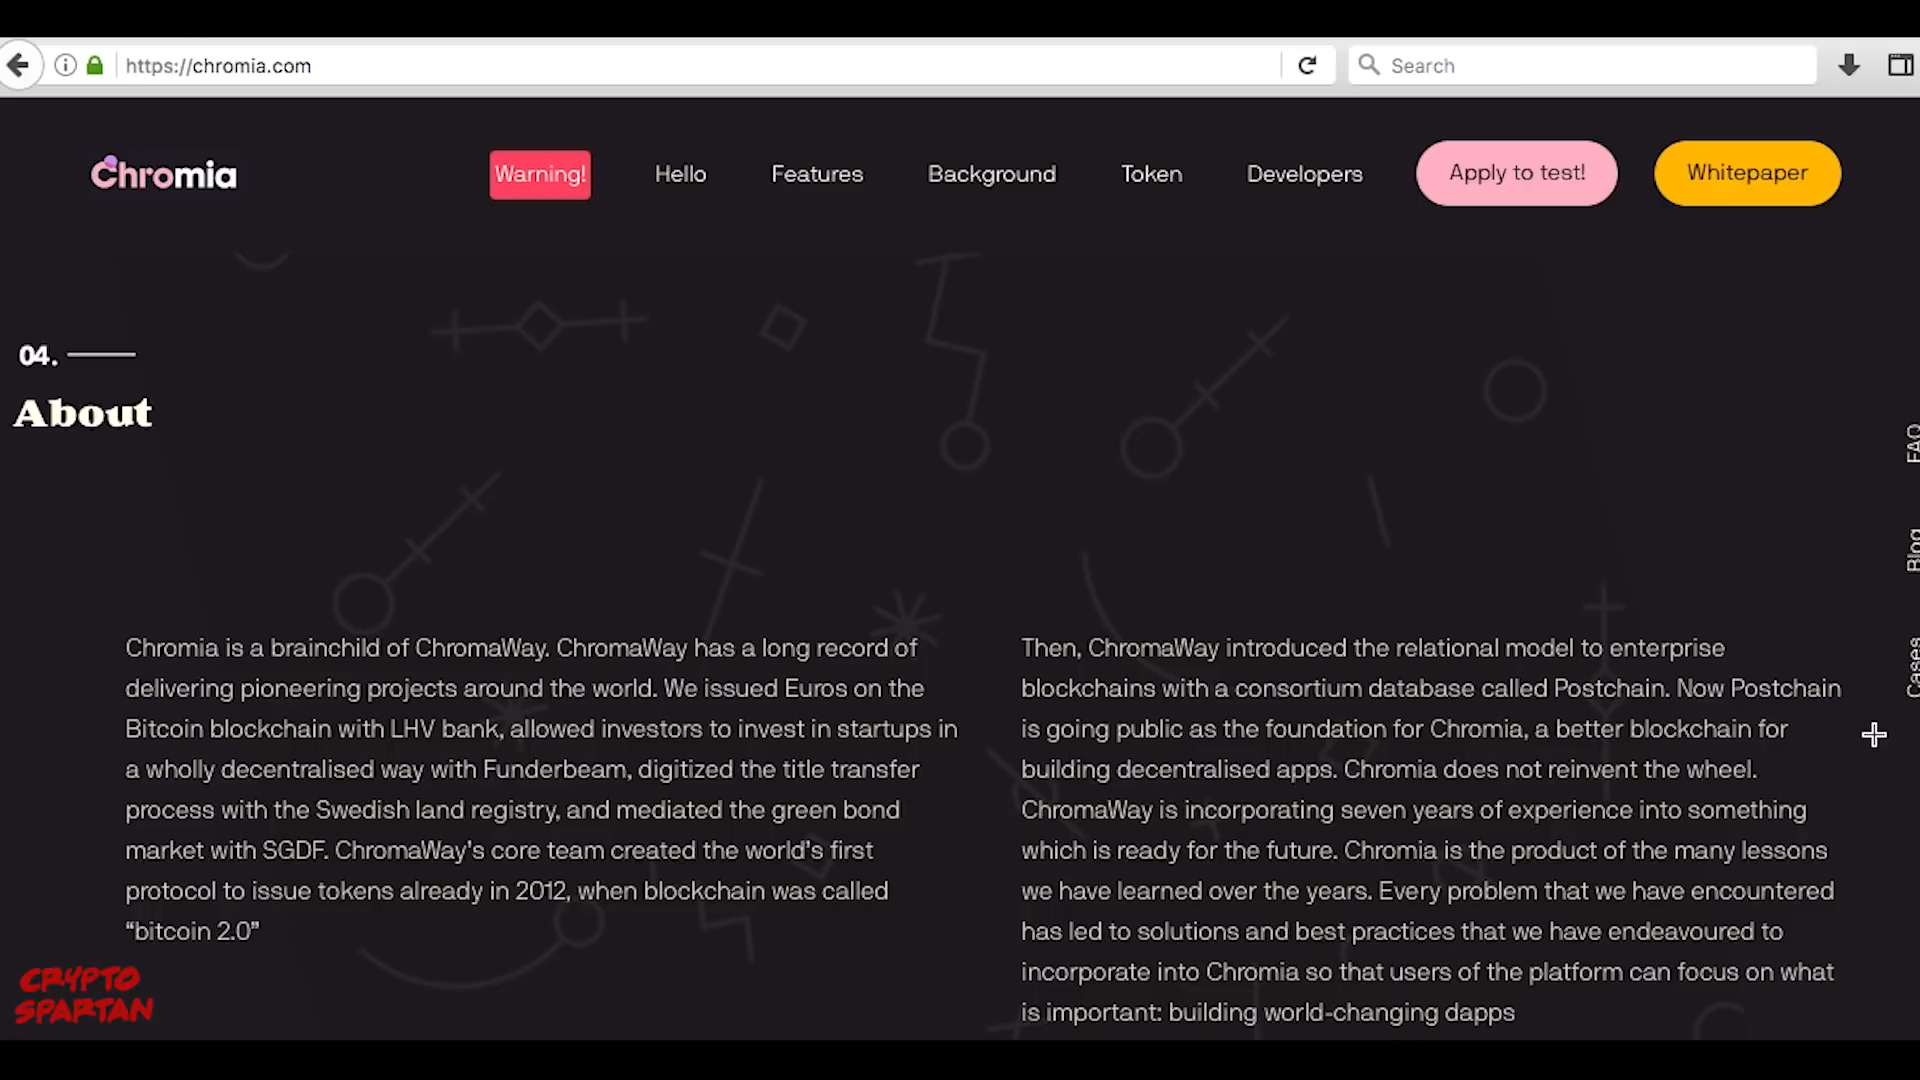 https://chromia.com
Search
Chromia
Warning!
Hello
Features
Background
Token
Developers
Apply to test!
Whitepaper
04.
About
FAQ
Blog
Cases
Chromia is a brainchild of ChromaWay. ChromaWay has a long record of
delivering pioneering projects around the world. We issued Euros on the
Bitcoin blockchain with LHV bank, allowed investors to invest in startups in
a wholly decentralised way with Funderbeam, digitized the title transfer
process with the Swedish land registry, and mediated the green bond
market with SGDF. ChromaWay's core team created the world's first
protocol to issue tokens already in 2012, when blockchain was called
“bitcoin 2.0”
Then, ChromaWay introduced the relational model to enterprise
blockchains with a consortium database called Postchain. Now Postchain
is going public as the foundation for Chromia, a better blockchain for
building decentralised apps. Chromia does not reinvent the wheel.
ChromaWay is incorporating seven years of experience into something
which is ready for the future. Chromia is the product of the many lessons
we have learned over the years. Every problem that we have encountered
has led to solutions and best practices that we have endeavoured to
incorporate into Chromia so that users of the platform can focus on what
is important: building world-changing dapps
CRYPTO
SPARTAN